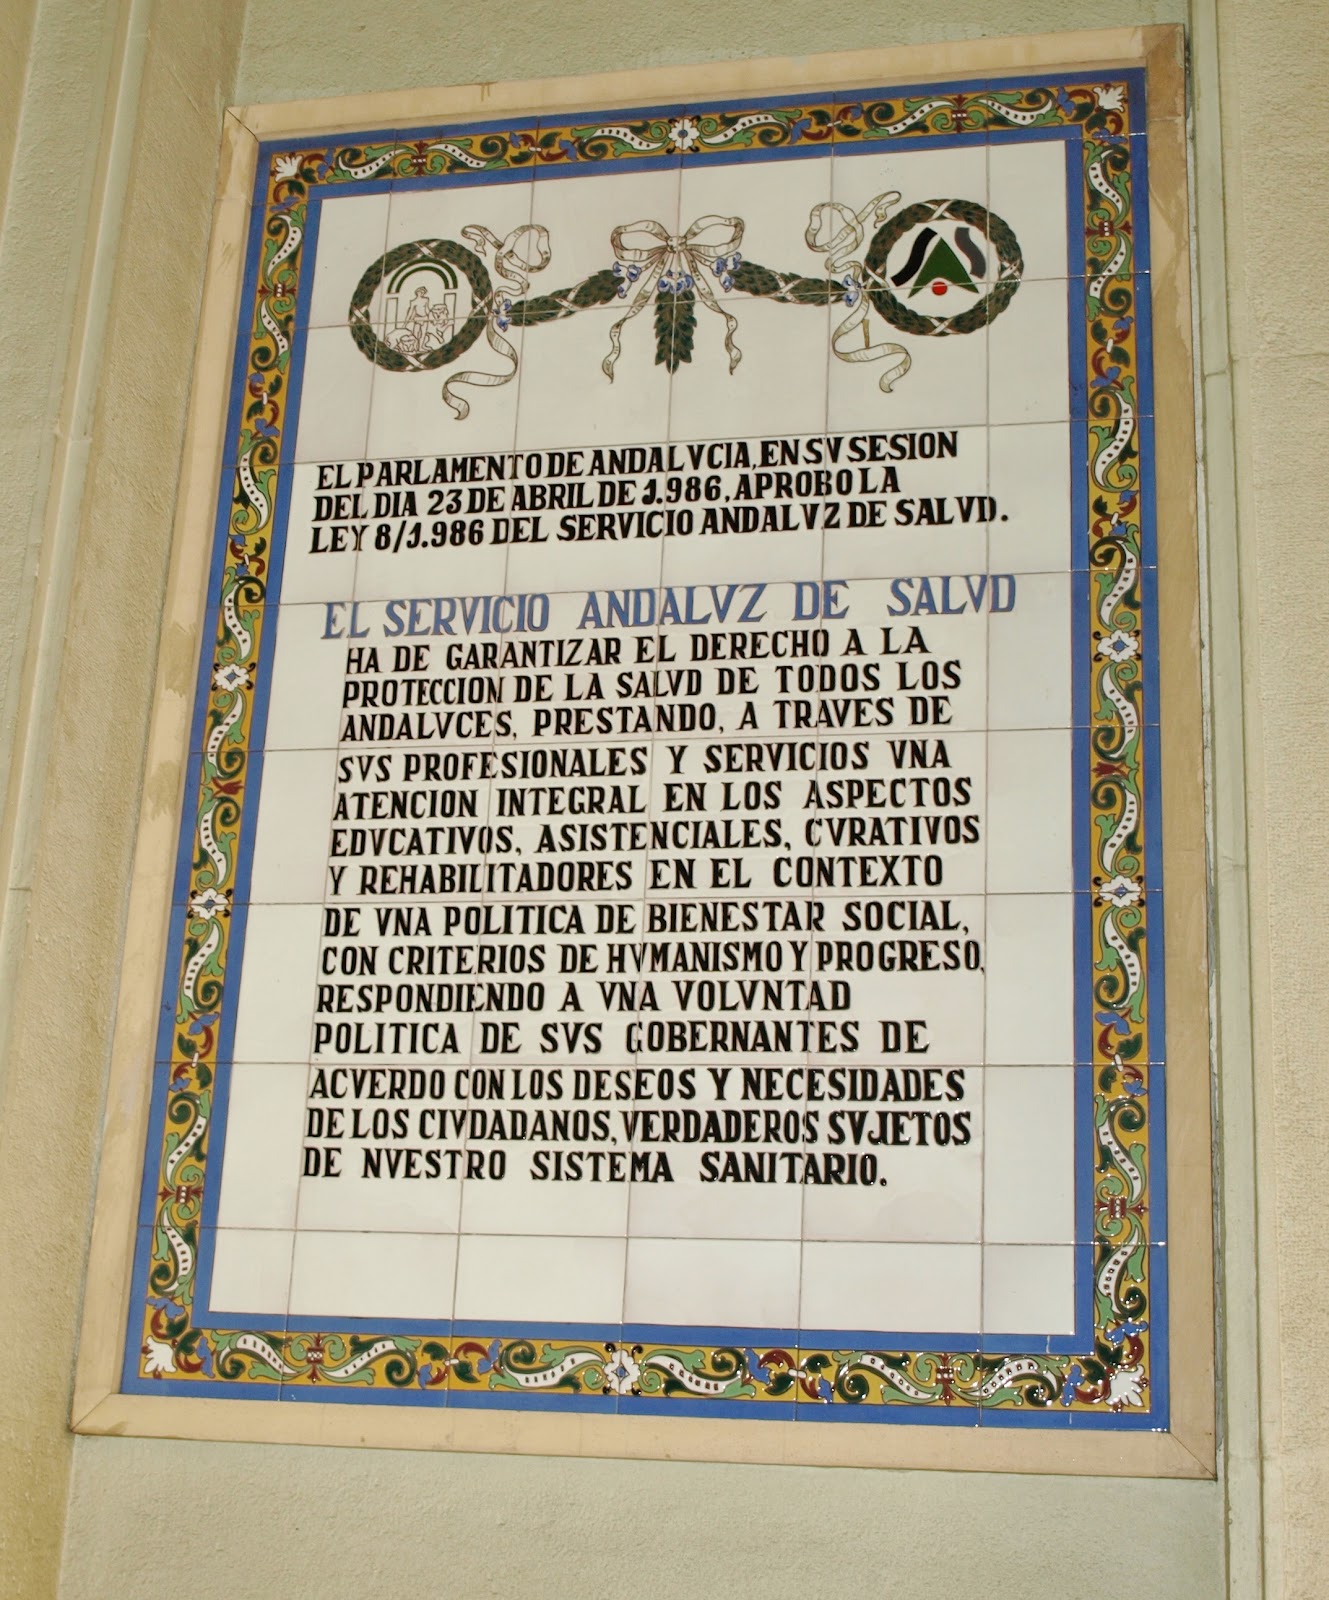 EL PARLAMENTO DE ANDALVCIA, EN SV SESION
DEL DIA 23 DE ABRIL DE 1.986, APROBO LA
LEY 8/1.986 DEL SERVICIO ANDALVZ DE SALVD.
EL SERVICIO ANDALVZ DE SALVD
HA DE GARANTIZAR EL DERECHO A LA
PROTECCION DE LA SALVD DE TODOS LOS
ANDALVCES, PRESTANDO, A TRAVES DE
SVS PROFESIONALES Y SERVICIOS VNA
ATENCION INTEGRAL EN LOS ASPECTOS
EDVCATIVOS, ASISTENCIALES, CVRATIVOS
Y REHABILITADORES EN EL CONTEXTO
DE VNA POLITICA DE BIENESTAR SOCIAL,
CON CRITERIOS DE HVMANISMO Y PROGRESO,
RESPONDIENDO A VNA VOLVNTAD
POLITICA DE SVS GOBERNANTES DE
ACVERDO CON LOS DESEOS Y NECESIDADES
DE LOS CIVDADANOS, VERDADEROS SVJETOS
DE NVESTRO SISTEMA SANITARIO.